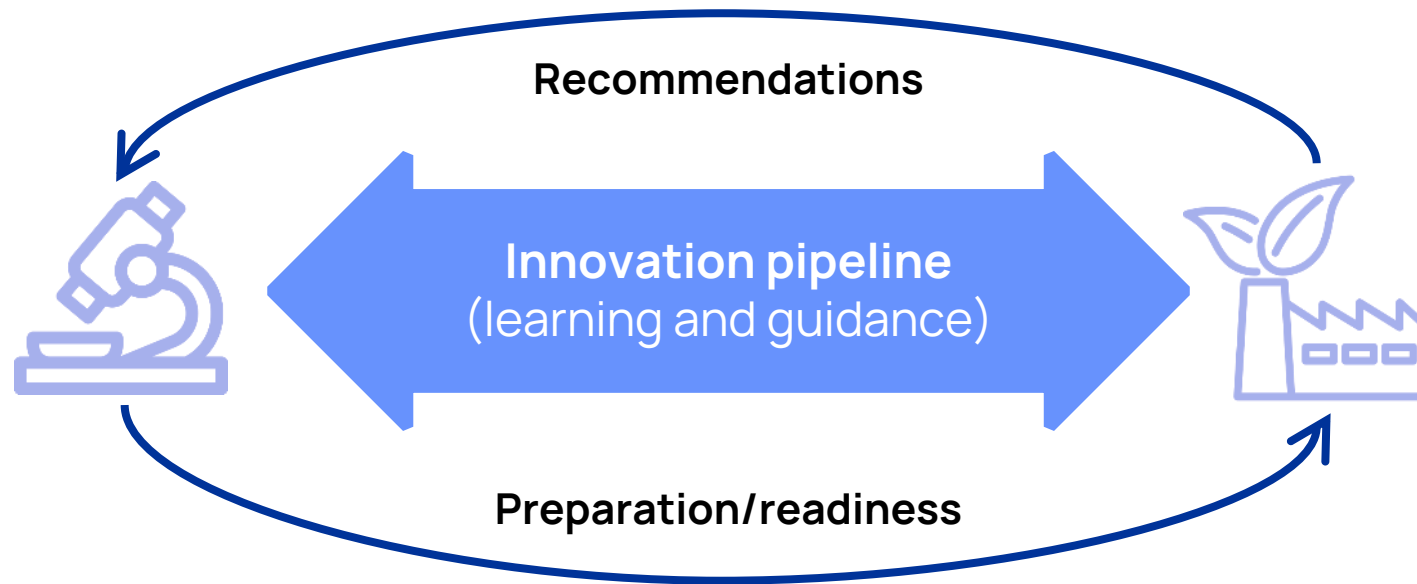 Recommendations
Innovation pipeline
(learning and guidance)
Preparation/readiness